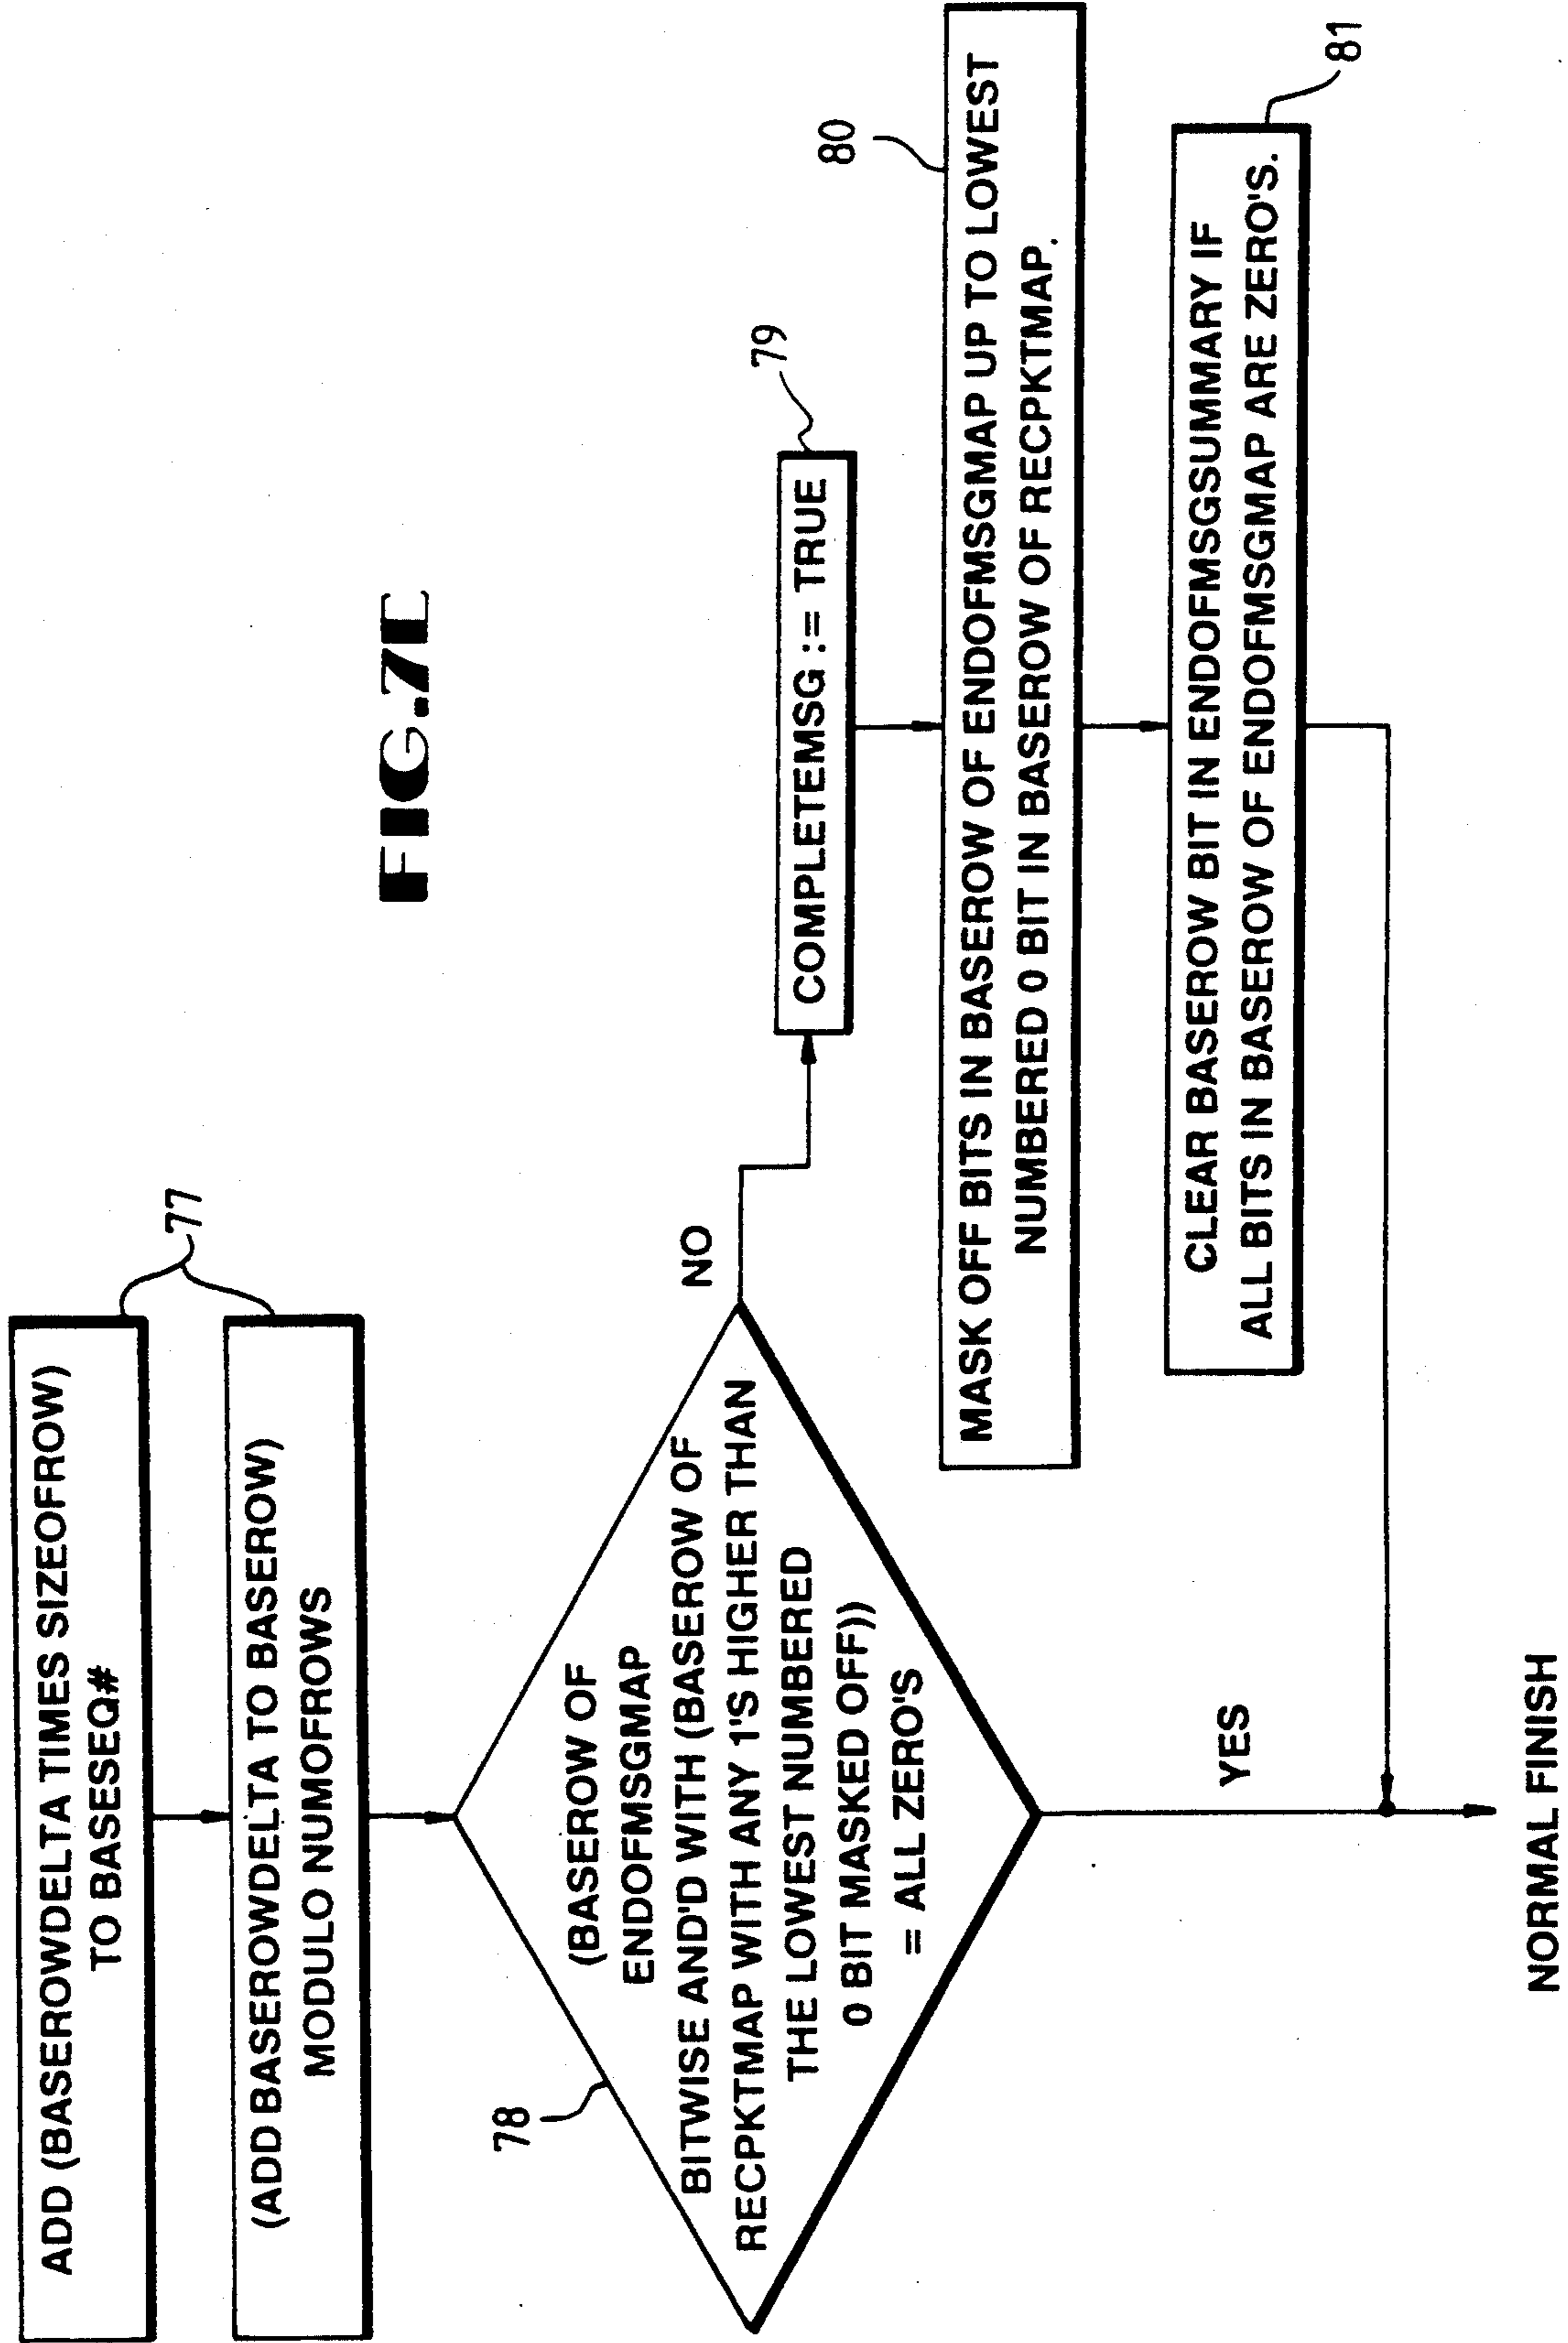 ADD (BASEROWDELTA TIMES SIZEOFROW)
TO BASESEQ#
77
(ADD BASEROWDELTA TO BASEROW)
MODULO NUMOFROWS
FIG.7E
78
(BASEROW OF
ENDOFMSGMAP
BITWISE AND'D WITH (BASEROW OF
RECPKTMAP WITH ANY 1'S HIGHER THAN
THE LOWEST NUMBERED
0 BIT MASKED OFF))
= ALL ZERO'S
NO
79
COMPLETEMSG := TRUE
80
MASK OFF BITS IN BASEROW OF ENDOFMSGMAP UP TO LOWEST
NUMBERED 0 BIT IN BASEROW OF RECPKTMAP.
81
CLEAR BASEROW BIT IN ENDOFMSGSUMMARY IF
ALL BITS IN BASEROW OF ENDOFMSGMAP ARE ZERO'S.
YES
NORMAL FINISH